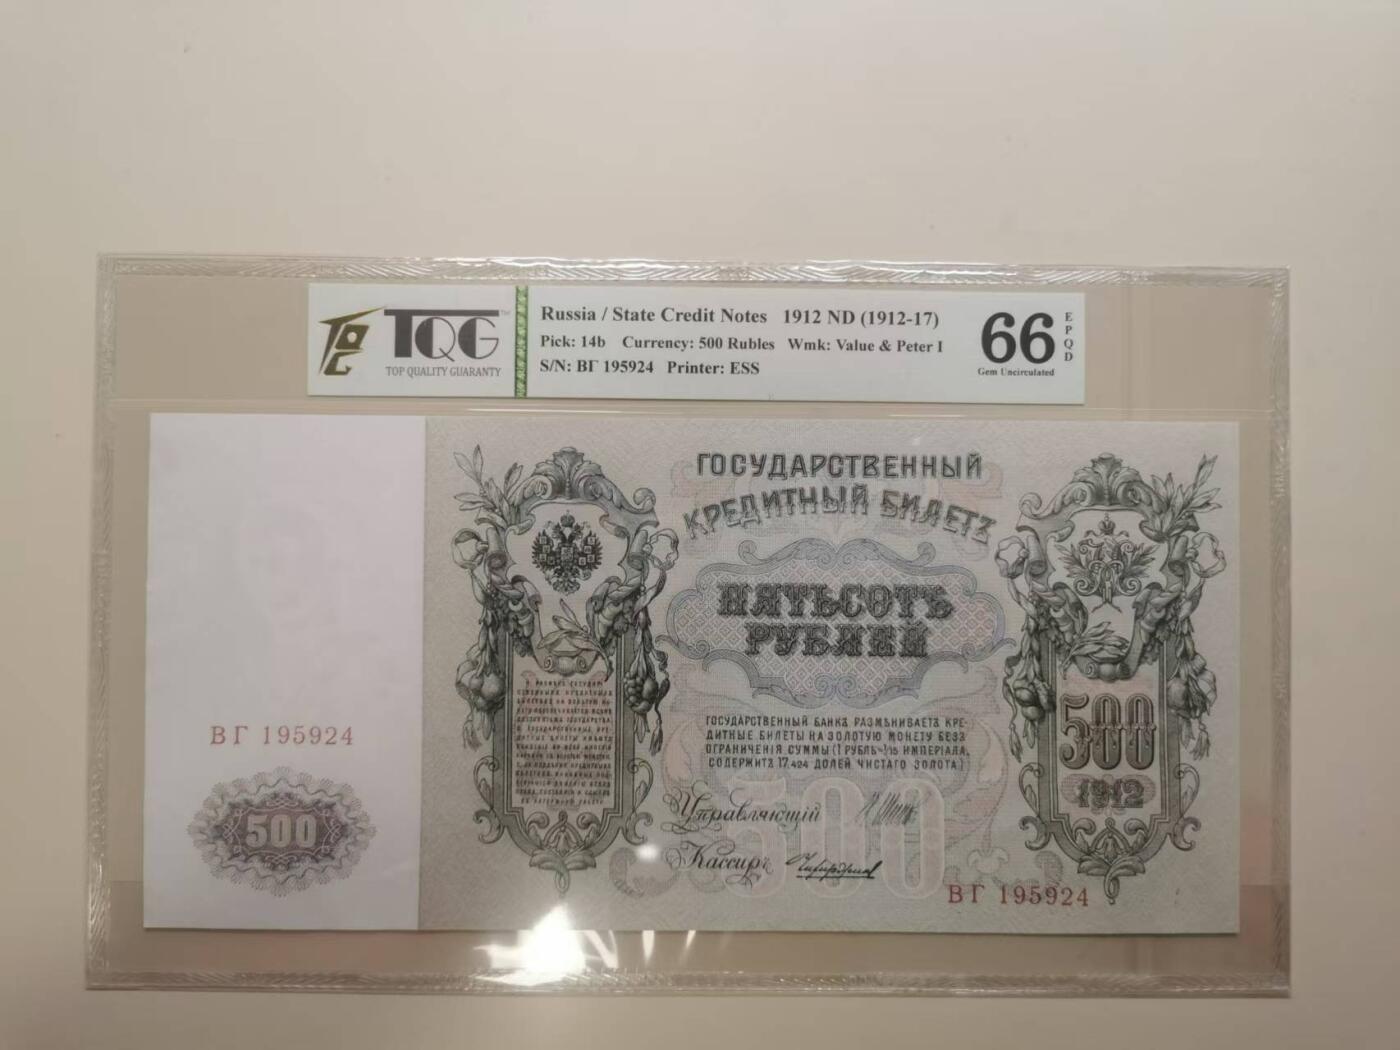 TQG
TOP QUALITY GUARANTY
Russia / State Credit Notes 1912 ND (1912-17)
Pick: 14b Currency: 500 Rubles Wmk: Value & Peter I
S/N: ВГ 195924 Printer: ESS
66
EPQD
Gem Uncirculated
ГОСУДАРСТВЕННЫЙ
КРЕДИТНЫЙ БИЛЕТЪ
ПЯТЬСОТЪ
РУБЛЕЙ
ГОСУДАРСТВЕННЫЙ БАНКЪ РАЗМѢНИВАЕТЪ КРЕ-
ДИТНЫЕ БИЛЕТЫ НА ЗОЛОТУЮ МОНЕТУ БЕЗЪ
ОГРАНИЧЕНІЯ СУММЫ (1 РУБЛЬ=1/15 ИМПЕРІАЛА,
СОДЕРЖИТЪ 17,424 ДОЛЕЙ ЧИСТАГО ЗОЛОТА)
Управляющій
Кассиръ
500
ВГ 195924
500
ВГ 195924
500
1912